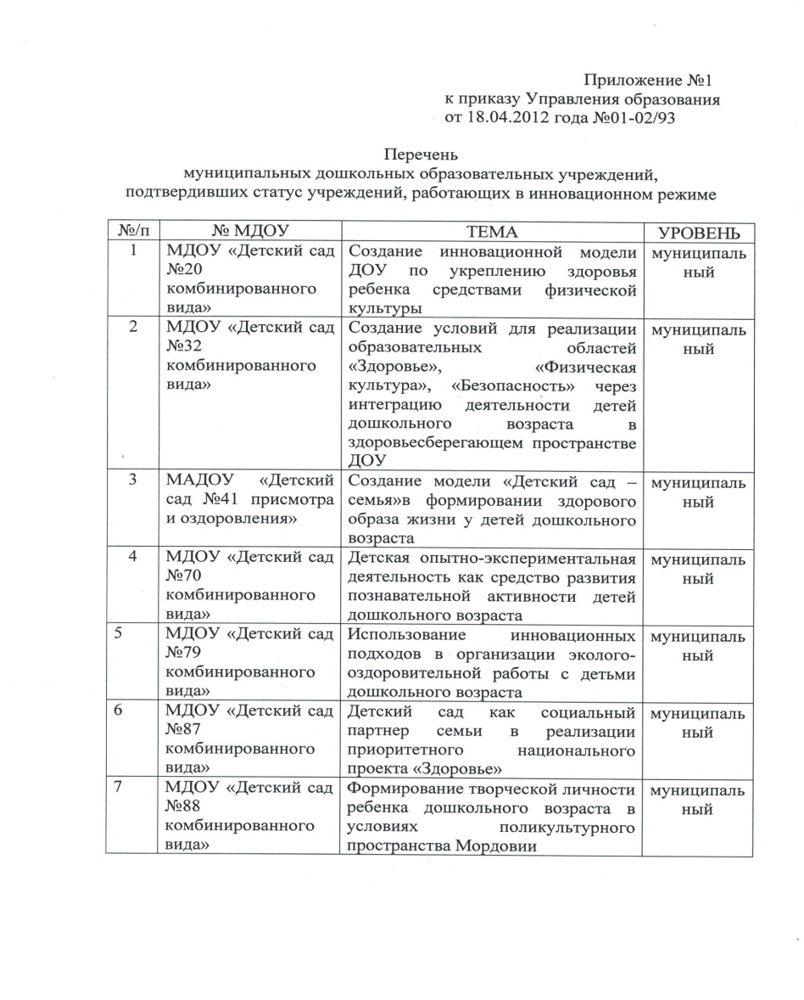 Приложение №1
к приказу Управления образования
от 18.04.2012 года №01-02/93
Перечень
муниципальных дошкольных образовательных учреждений,
подтвердивших статус учреждений, работающих в инновационном режиме
№/п № МДОУ ТЕМА УРОВЕНЬ
1 МДОУ «Детский сад Создание инновационной модели муниципаль
№20 ДОУ по укреплению здоровья ный
комбинированного ребенка средствами физической
вида» культуры
2 МДОУ «Детский сад Создание условий для реализации муниципаль
№32 образовательных областей ный
комбинированного «Здоровье», «Физическая
вида» культура», «Безопасность» через
интеграцию деятельности детей
дошкольного возраста в
здоровьесберегающем пространстве
ДОУ
3 МАДОУ «Детский Создание модели «Детский сад – муниципаль
сад №41 присмотра семья»в формировании здорового ный
и оздоровления» образа жизни у детей дошкольного
возраста
4 МДОУ «Детский сад Детская опытно-экспериментальная муниципаль
№70 деятельность как средство развития ный
комбинированного познавательной активности детей
вида» дошкольного возраста
5 МДОУ «Детский сад Использование инновационных муниципаль
№79 подходов в организации эколого- ный
комбинированного оздоровительной работы с детьми
вида» дошкольного возраста
6 МДОУ «Детский сад Детский сад как социальный муниципаль
№87 партнер семьи в реализации ный
комбинированного приоритетного национального
вида» проекта «Здоровье»
7 МДОУ «Детский сад Формирование творческой личности муниципаль
№88 ребенка дошкольного возраста в ный
комбинированного условиях поликультурного
вида» пространства Мордовии